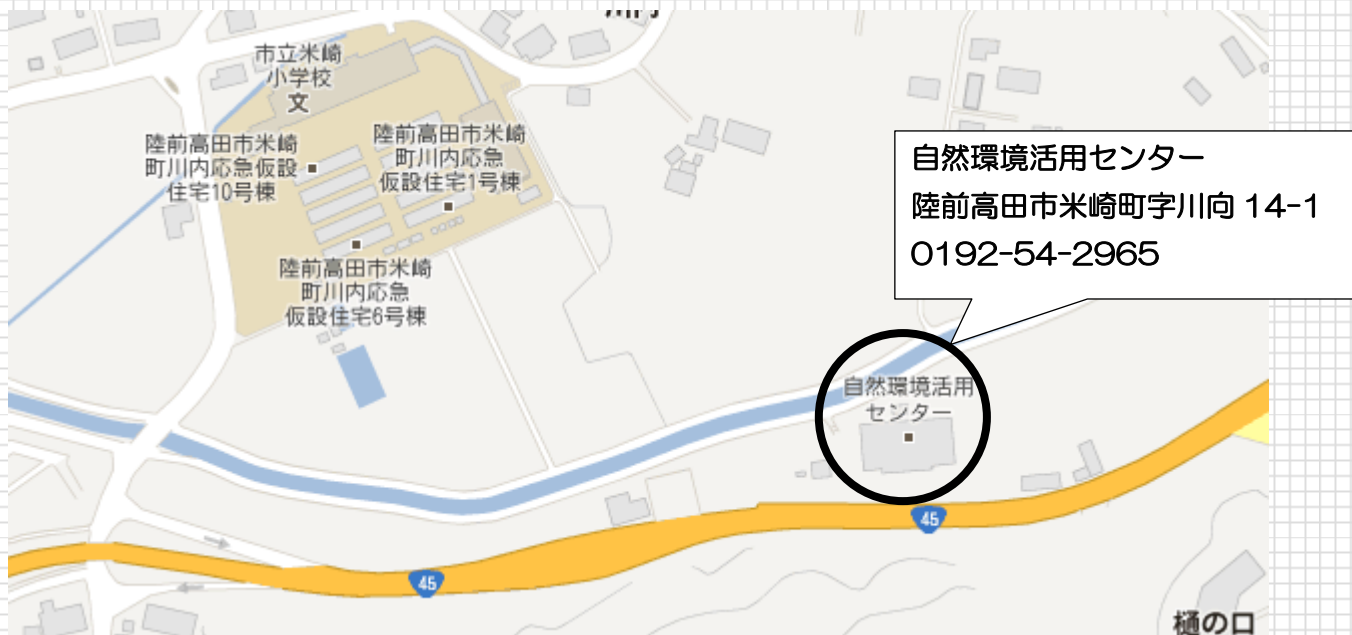 市立米崎
小学校
文
陸前高田市米崎
町川内応急仮設
住宅10号棟
陸前高田市米崎
町川内応急
仮設住宅1号棟
陸前高田市米崎
町川内応急
仮設住宅6号棟
自然環境活用センター
陸前高田市米崎町字川向 14-1
0192-54-2965
自然環境活用
センター
45
45
樋の口